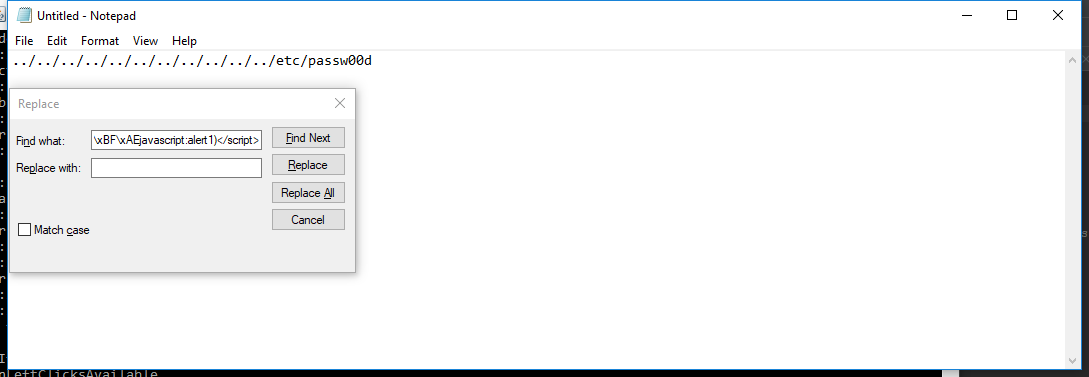 Untitled - Notepad
File Edit Format View Help
../../../../../../../../../../../etc/passw00d
Replace
Find what: \xBF\xAEjavascript:alert1)</script> Find Next
Replace with: Replace
Replace All
Cancel
Match case
eftClicksAvailable